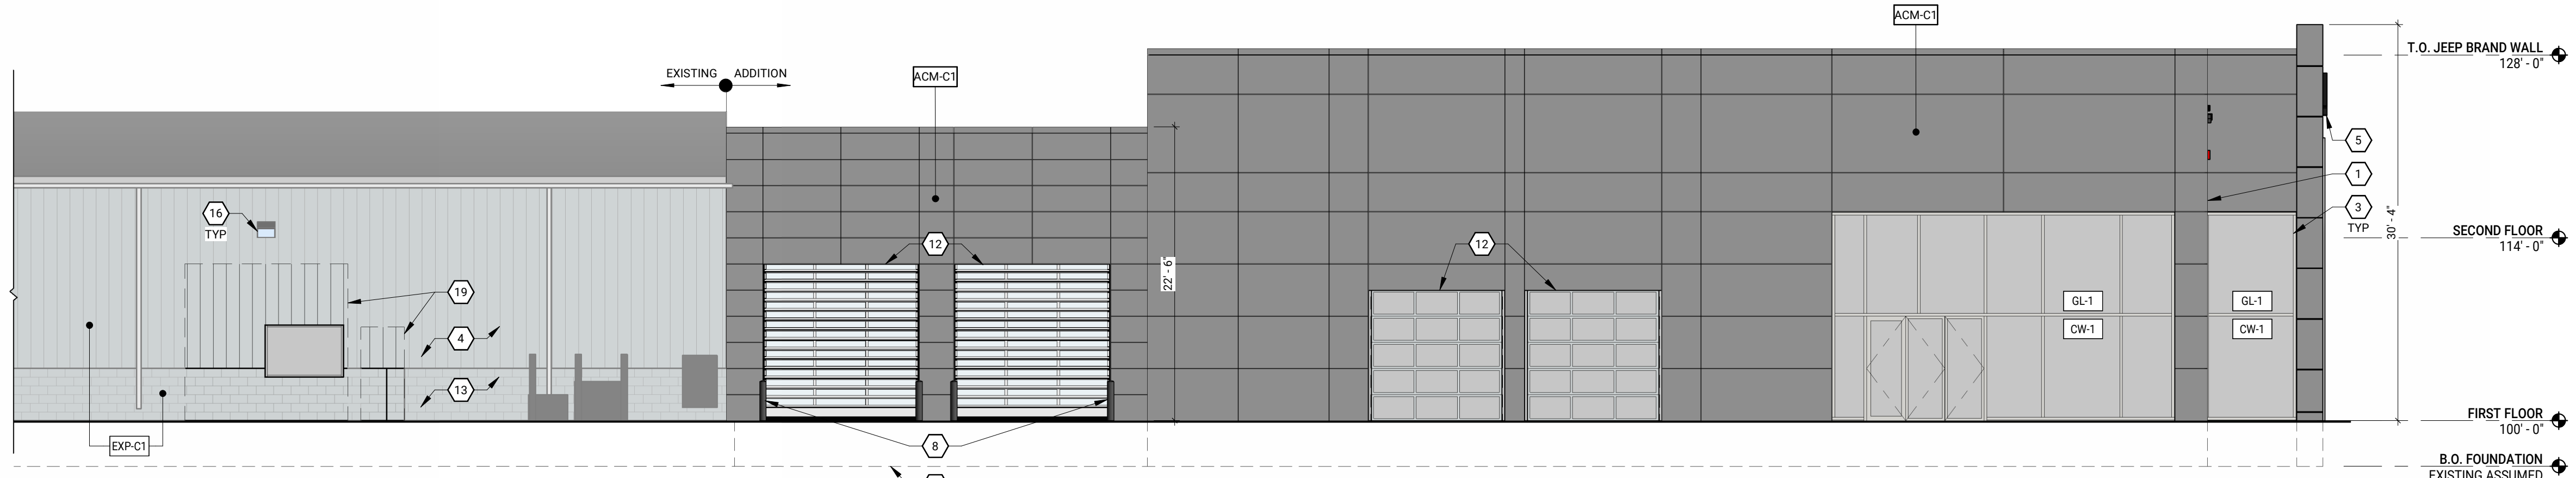 ACM-C1
T.O. JEEP BRAND WALL
128' - 0"
EXISTING
ADDITION
ACM-C1
5
1
3
TYP
30' - 4"
16
TYP
12
12
SECOND FLOOR
114' - 0"
22' - 6"
19
4
13
GL-1
CW-1
GL-1
CW-1
FIRST FLOOR
100' - 0"
EXP-C1
8
B.O. FOUNDATION
EXISTING ASSUMED